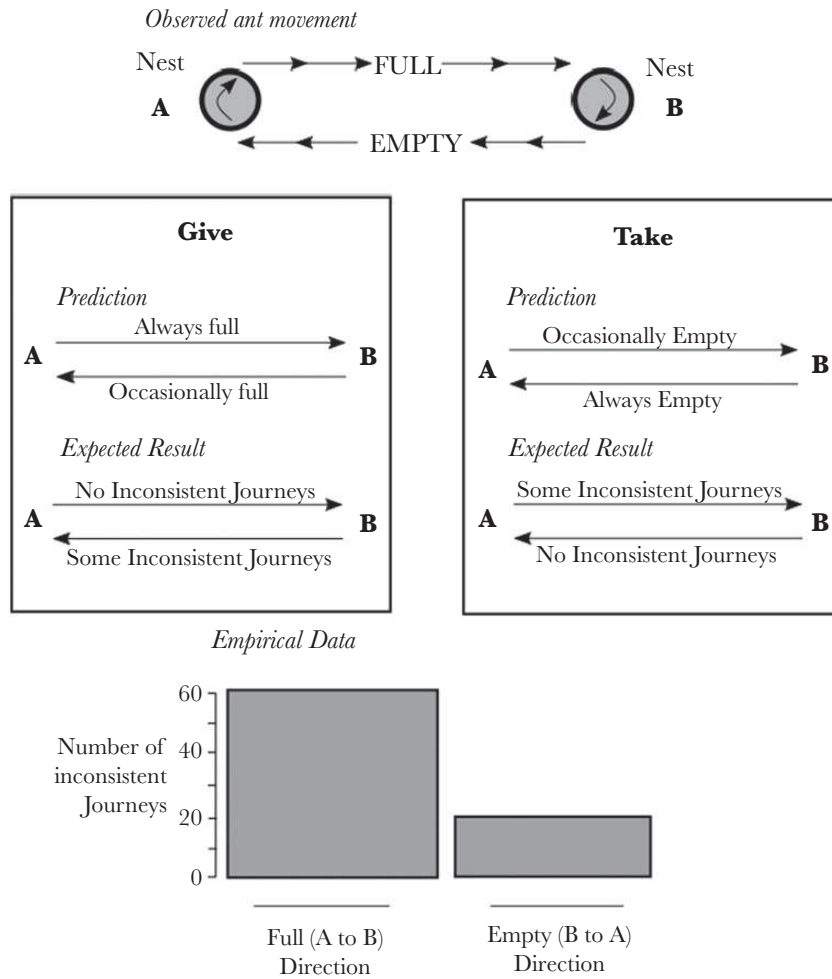 Observed ant movement
Nest
A
FULL
EMPTY
Nest
B
Give
Prediction
Always full
A
B
Occasionally full
Expected Result
No Inconsistent Journeys
A
B
Some Inconsistent Journeys
Take
Prediction
Occasionally Empty
A
B
Always Empty
Expected Result
Some Inconsistent Journeys
A
B
No Inconsistent Journeys
Empirical Data
Number of
inconsistent
Journeys
60
40
20
0
Full (A to B)
Direction
Empty (B to A)
Direction